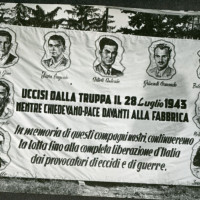 UCCISI DALLA TRUPPA IL 28 Luglio 1943
MENTRE CHIEDEVANO PACE DAVANTI ALLA FABBRICA
In memoria di questi compagni nostri, continueremo
la lotta fino alla completa liberazione d'Italia
dai provocatori di eccidi e di guerre.